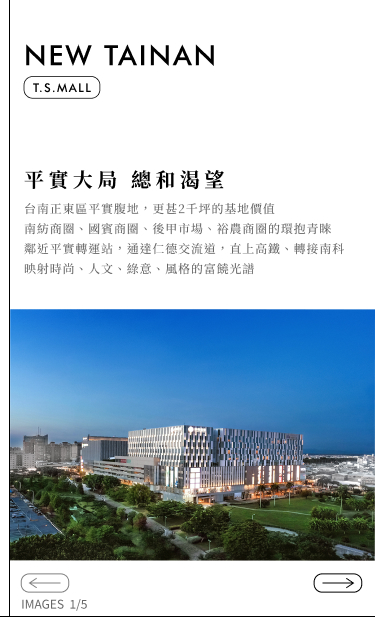 NEW TAINAN
T.S.MALL
平實大局 總和渴望
台南正東區平實腹地，更甚2千坪的基地價值
南紡商圈、國賓商圈、後甲市場、裕農商圈的環抱青睞
鄰近平實轉運站，通達仁德交流道，直上高鐵、轉接南科
映射時尚、人文、綠意、風格的富饒光譜
IMAGES 1/5